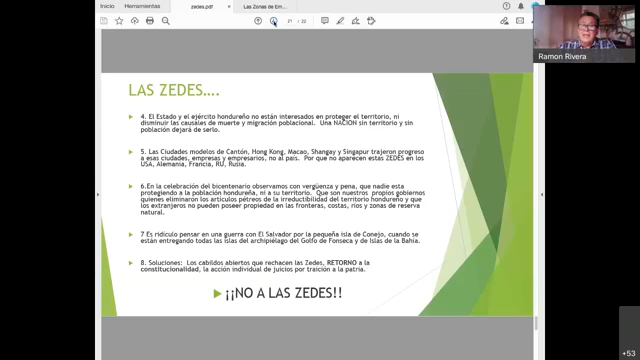 Inicio
Herramientas
zedes.pdf
Las Zonas de Em...
21 / 22
Ramon Rivera
LAS ZEDES....
4. El Estado y el ejército hondureño no están interesados en proteger el territorio, ni
disminuir las causales de muerte y migración poblacional. Una NACION sin territorio y sin
población dejará de serlo.
5. Las Ciudades modelos de Cantón, Hong Kong, Macao, Shangay y Singapur trajeron progreso
a esas ciudades, empresas y empresarios, no al país. Por que no aparecen estas ZEDES en los
USA, Alemania, Francia, RU, Rusia.
6.En la celebración del bicentenario observamos con vergüenza y pena, que nadie esta
protegiendo a la población hondureña, ni a su territorio. Que son nuestros propios gobiernos
quienes eliminaron los artículos pétreos de la irreductibilidad del territorio hondureño y que
los extranjeros no pueden poseer propiedad en las fronteras, costas, ríos y zonas de reserva
natural.
7 Es ridículo pensar en una guerra con El Salvador por la pequeña isla de Conejo, cuando se
están entregando todas las islas del archipiélago del Golfo de Fonseca y de Islas de la Bahía.
8. Soluciones: Los cabildos abiertos que rechacen las Zedes, RETORNO a la
constitucionalidad, la acción individual de juicios por traición a la patria.
¡¡NO A LAS ZEDES!!
+53